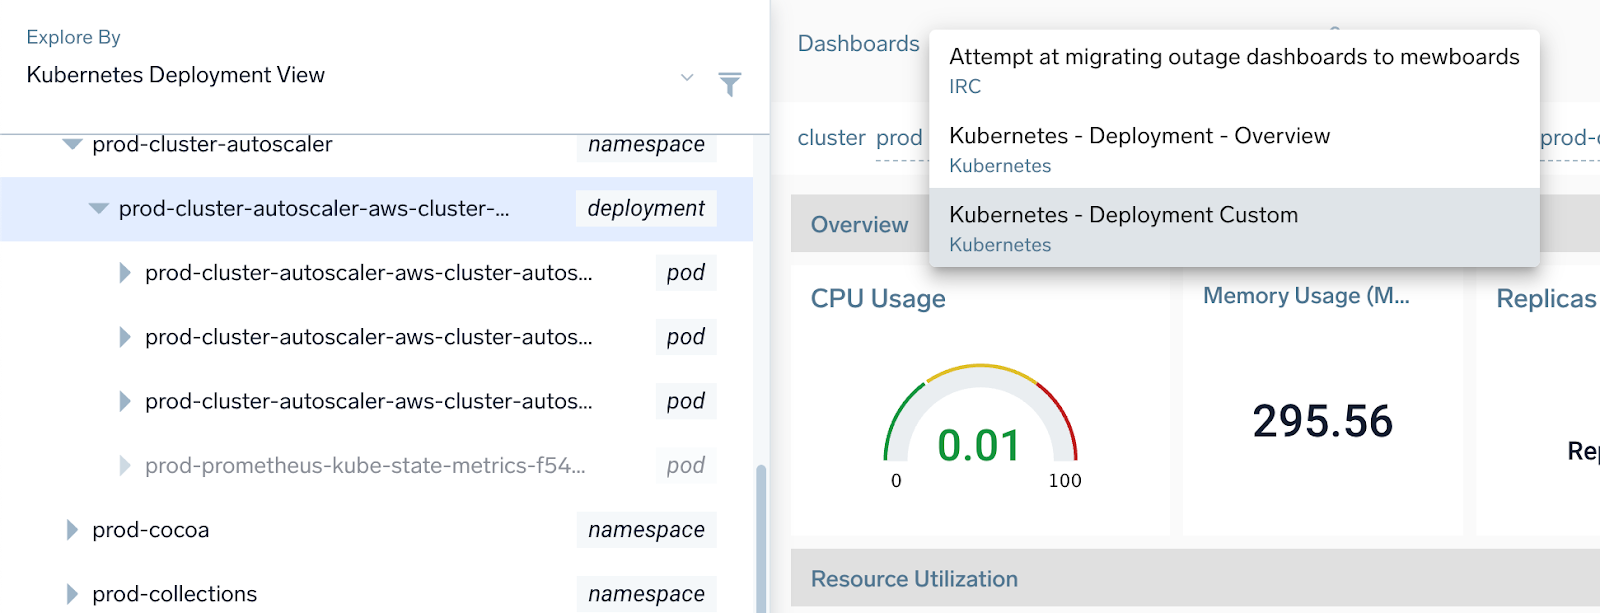 Explore By
Kubernetes Deployment View
prod-cluster-autoscaler namespace
prod-cluster-autoscaler-aws-cluster-... deployment
prod-cluster-autoscaler-aws-cluster-autos... pod
prod-cluster-autoscaler-aws-cluster-autos... pod
prod-cluster-autoscaler-aws-cluster-autos... pod
prod-prometheus-kube-state-metrics-f54... pod
prod-cocoa namespace
prod-collections namespace
Dashboards
Attempt at migrating outage dashboards to mewboards
IRC
Kubernetes - Deployment - Overview
Kubernetes
Kubernetes - Deployment Custom
Kubernetes
cluster prod
prod-
Overview
CPU Usage
0.01
0 100
Memory Usage (M...
295.56
Replicas
Rep
Resource Utilization